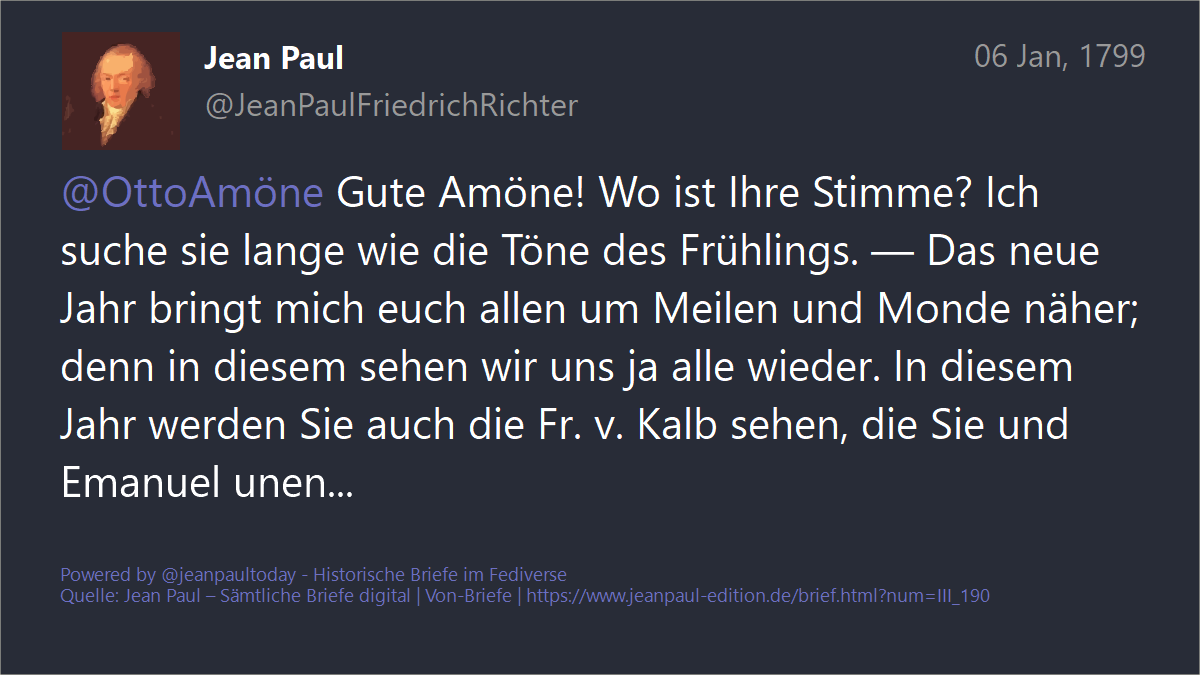 Jean Paul
06 Jan, 1799
@JeanPaulFriedrichRichter
@OttoAmöne Gute Amöne! Wo ist Ihre Stimme? Ich
suche sie lange wie die Töne des Frühlings. — Das neue
Jahr bringt mich euch allen um Meilen und Monde näher;
denn in diesem sehen wir uns ja alle wieder. In diesem
Jahr werden Sie auch die Fr. v. Kalb sehen, die Sie und
Emanuel unen...
Powered by @jeanpaultoday - Historische Briefe im Fediverse
Quelle: Jean Paul – Sämtliche Briefe digital | Von-Briefe | https://www.jeanpaul-edition.de/brief.html?num=III_190